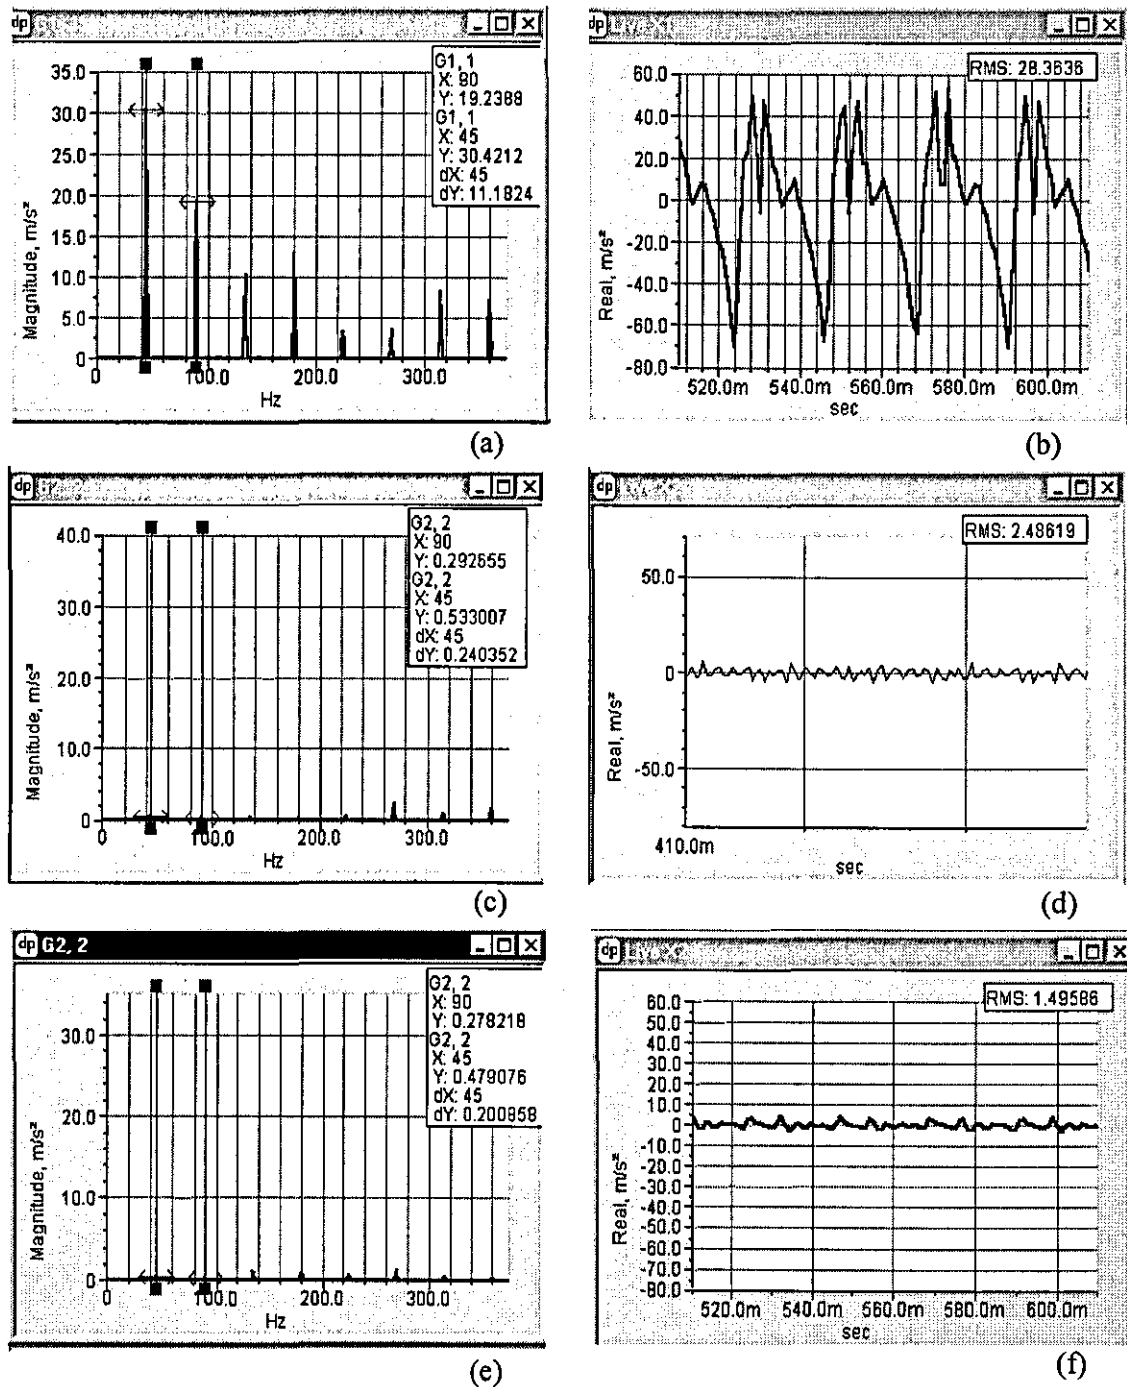 dp
35.0
30.0
25.0
20.0
15.0
10.0
5.0
0
Magnitude, m/s²
0
100.0
200.0
300.0
Hz
G1, 1
X: 90
Y: 19.2388
G1, 1
X: 45
Y: 30.4212
dX: 45
dY: 11.1824
(a)
dp
RMS: 28.3636
60.0
40.0
20.0
0
-20.0
-40.0
-60.0
-80.0
Real, m/s²
520.0m
540.0m
560.0m
580.0m
600.0m
sec
(b)
dp
40.0
30.0
20.0
10.0
0
Magnitude, m/s²
0
100.0
200.0
300.0
Hz
G2, 2
X: 90
Y: 0.292655
G2, 2
X: 45
Y: 0.533007
dX: 45
dY: 0.240352
(c)
dp
RMS: 2.48619
50.0
0
-50.0
Real, m/s²
410.0m
sec
(d)
dp G2, 2
30.0
20.0
10.0
0
Magnitude, m/s²
0
100.0
200.0
300.0
Hz
G2, 2
X: 90
Y: 0.278218
G2, 2
X: 45
Y: 0.479076
dX: 45
dY: 0.200858
(e)
dp
RMS: 1.49586
60.0
50.0
40.0
30.0
20.0
10.0
0
-10.0
-20.0
-30.0
-40.0
-50.0
-60.0
-70.0
-80.0
Real, m/s²
520.0m
540.0m
560.0m
580.0m
600.0m
sec
(f)